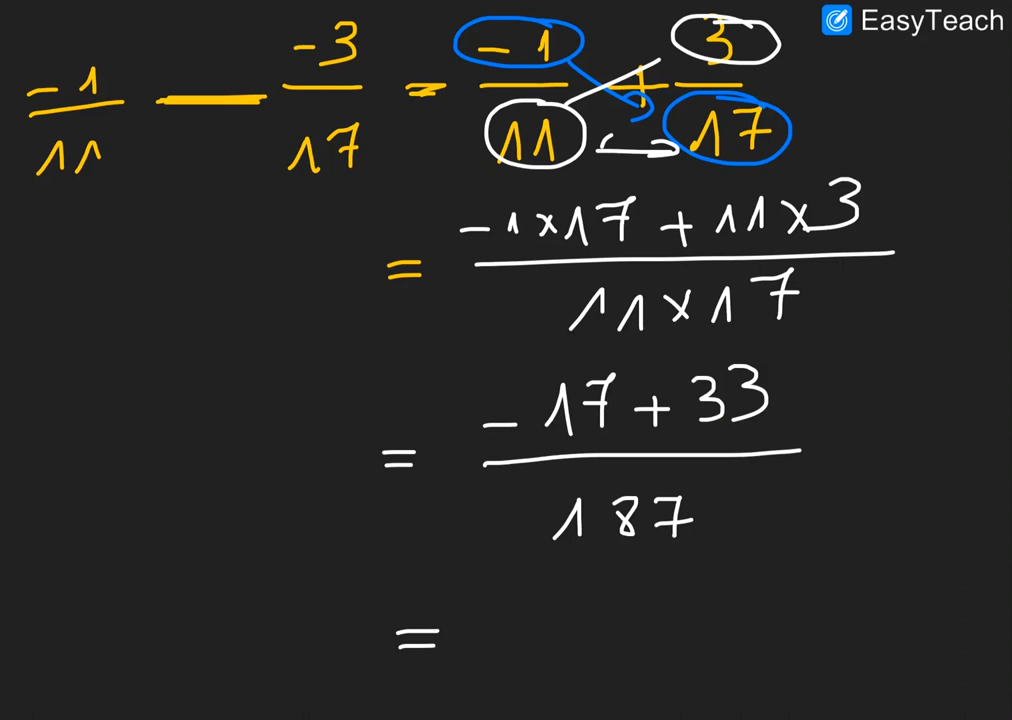 EasyTeach
-1/11 - -3/17 = -1/11 + 3/17
= (-1×17 + 11×3)/(11×17)
= (-17 + 33)/187
=